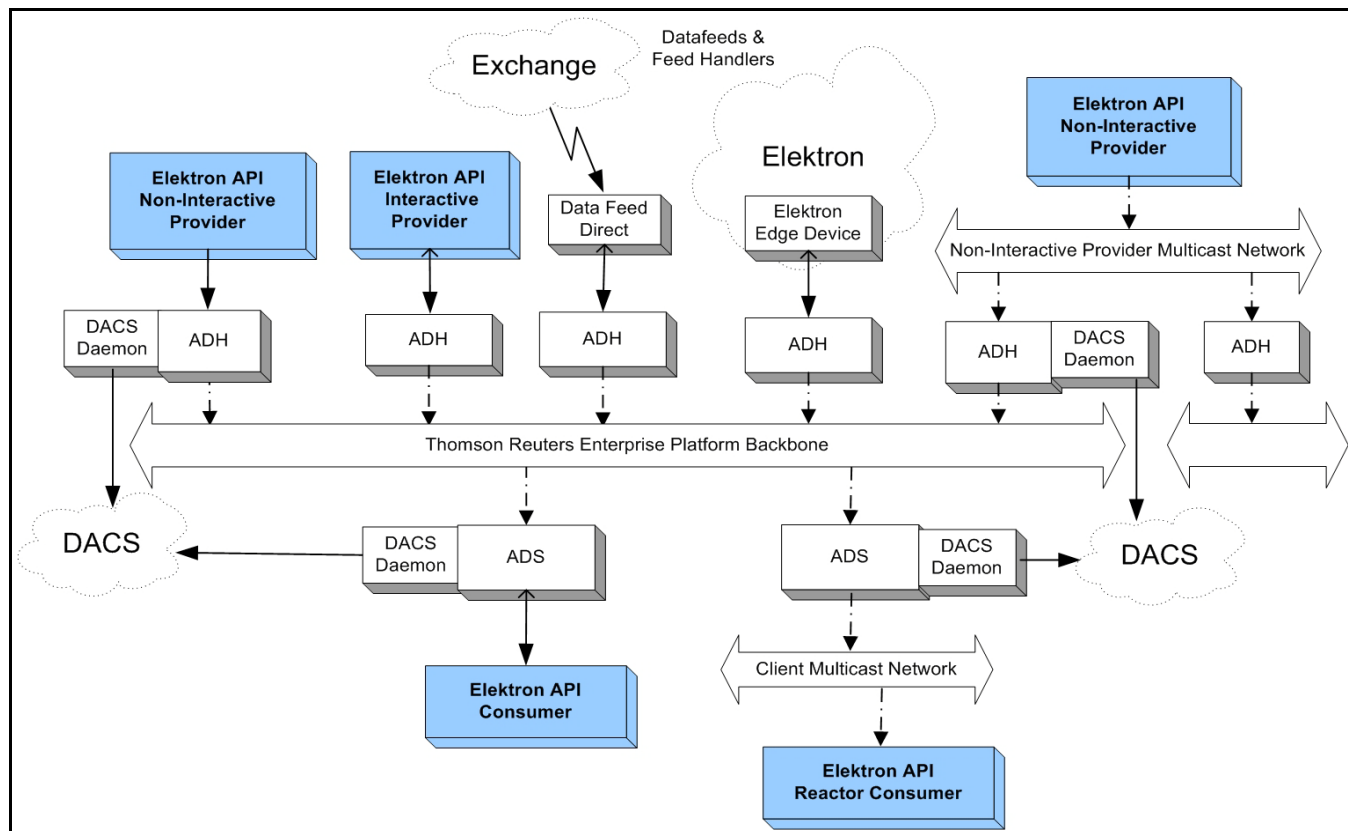 Datafeeds &
Feed Handlers
Exchange
Elektron API
Non-Interactive
Provider
Elektron API
Interactive
Provider
Data Feed
Direct
Elektron
Elektron
Edge Device
Elektron API
Non-Interactive
Provider
Non-Interactive Provider Multicast Network
DACS
Daemon
ADH
ADH
ADH
ADH
ADH
DACS
Daemon
ADH
Thomson Reuters Enterprise Platform Backbone
DACS
DACS
Daemon
ADS
ADS
DACS
Daemon
DACS
Client Multicast Network
Elektron API
Consumer
Elektron API
Reactor Consumer